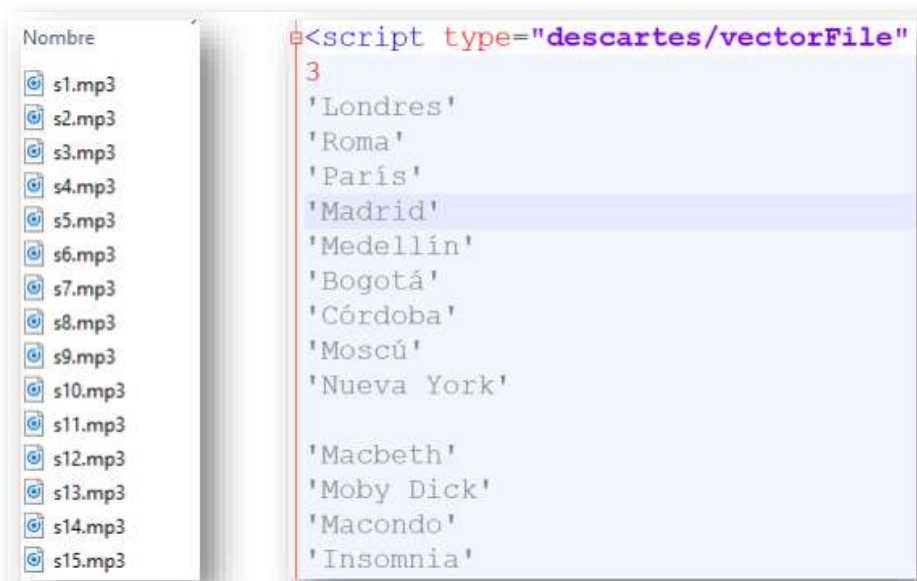 Nombre
s1.mp3
s2.mp3
s3.mp3
s4.mp3
s5.mp3
s6.mp3
s7.mp3
s8.mp3
s9.mp3
s10.mp3
s11.mp3
s12.mp3
s13.mp3
s14.mp3
s15.mp3
<script type="descartes/vectorFile"
3
'Londres'
'Roma'
'París'
'Madrid'
'Medellín'
'Bogotá'
'Córdoba'
'Moscú'
'Nueva York'
'Macbeth'
'Moby Dick'
'Macondo'
'Insomnia'